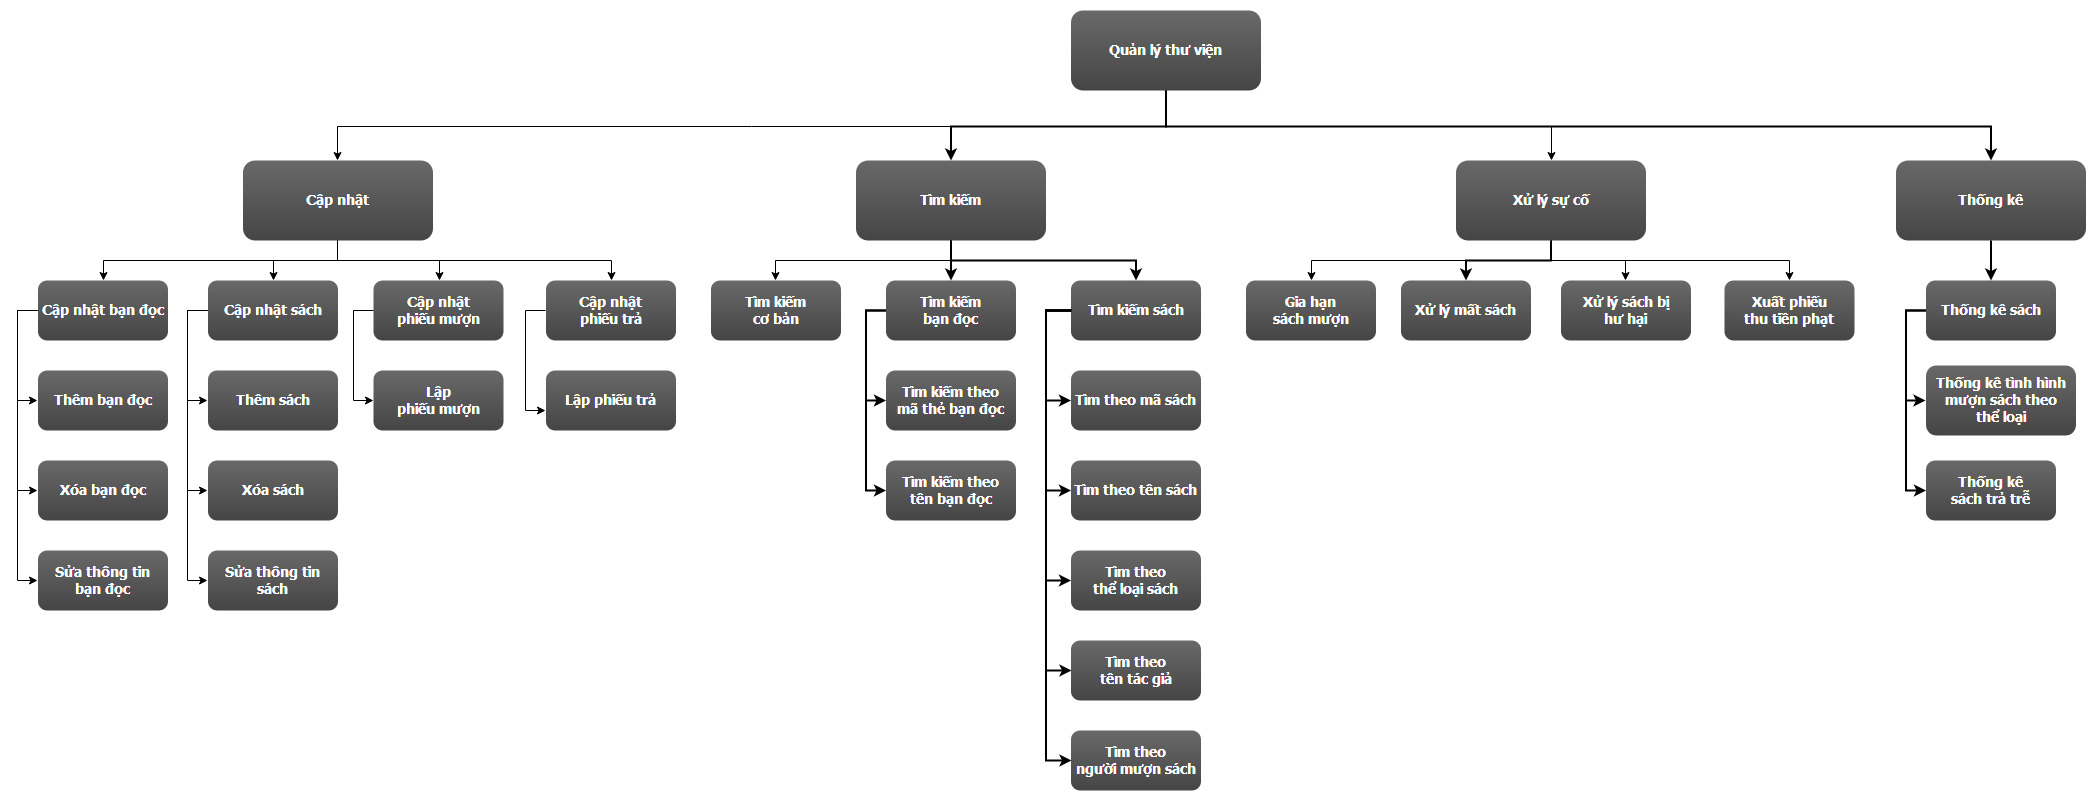 Quản lý thư viện
Cập nhật
Tìm kiếm
Xử lý sự cố
Thống kê
Cập nhật bạn đọc
Cập nhật sách
Cập nhật
phiếu mượn
Cập nhật
phiếu trả
Tìm kiếm
cơ bản
Tìm kiếm
bạn đọc
Tìm kiếm sách
Gia hạn
sách mượn
Xử lý mất sách
Xử lý sách bị
hư hại
Xuất phiếu
thu tiền phạt
Thống kê sách
Thêm bạn đọc
Thêm sách
Lập
phiếu mượn
Lập phiếu trả
Tìm kiếm theo
mã thẻ bạn đọc
Tìm theo mã sách
Thống kê tình hình
mượn sách theo
thể loại
Xóa bạn đọc
Xóa sách
Tìm kiếm theo
tên bạn đọc
Tìm theo tên sách
Thống kê
sách trả trễ
Sửa thông tin
bạn đọc
Sửa thông tin
sách
Tìm theo
thể loại sách
Tìm theo
tên tác giả
Tìm theo
người mượn sách